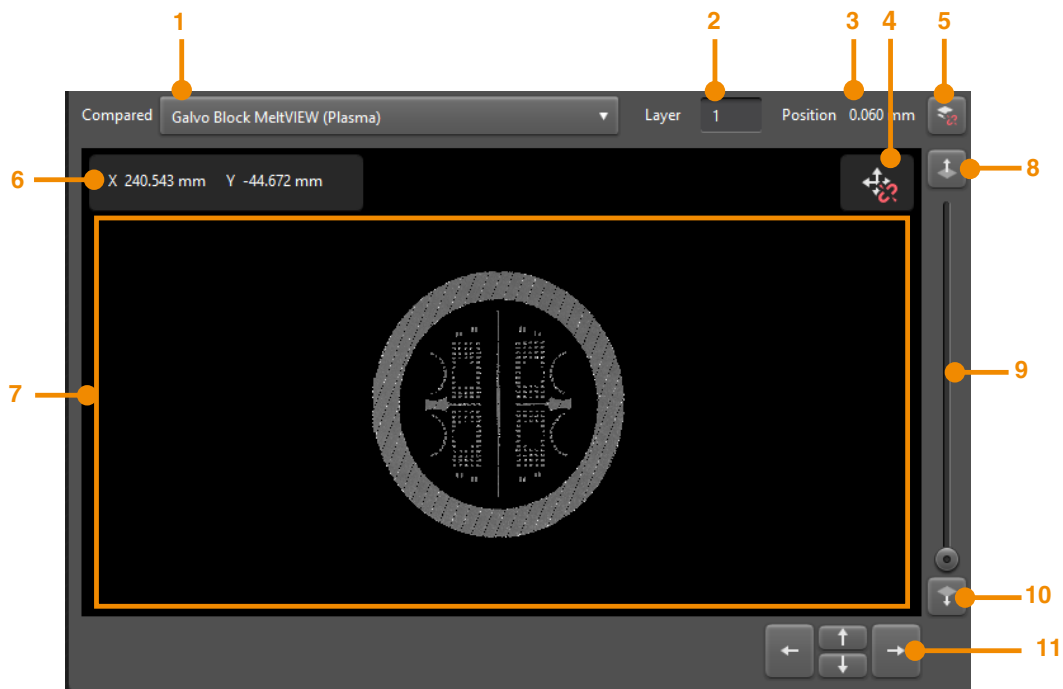 1 2 3 4 5
Compared Galvo Block MeltVIEW (Plasma) Layer 1 Position 0.060 mm
6 X 240.543 mm Y -44.672 mm 8
7 9
10
11